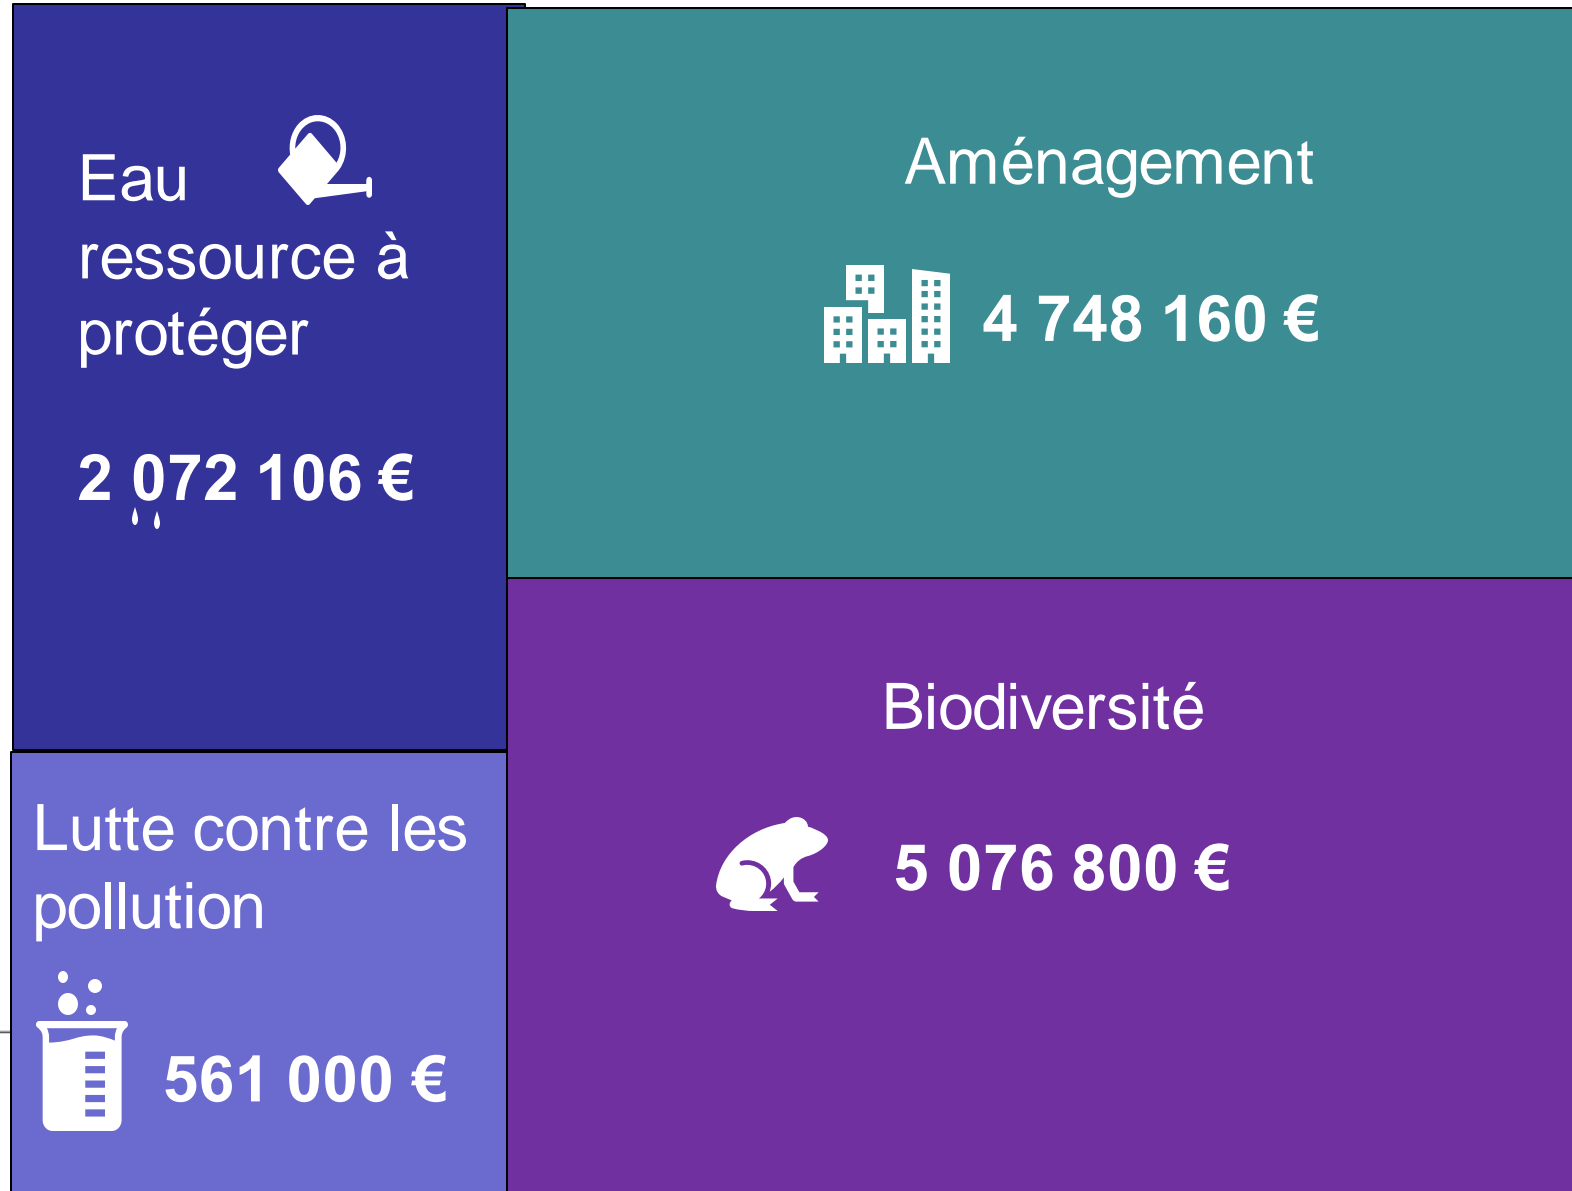 Eau
ressource à
protéger
2 072 106 €
Aménagement
4 748 160 €
Lutte contre les
pollution
561 000 €
Biodiversité
5 076 800 €